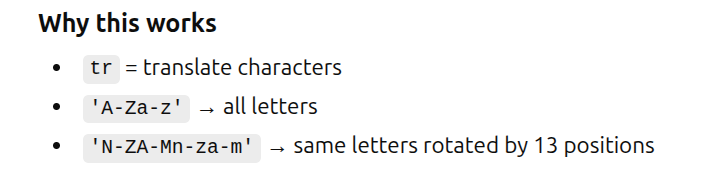 Why this works
• tr = translate characters
• 'A-Za-z' → all letters
• 'N-ZA-Mn-za-m' → same letters rotated by 13 positions